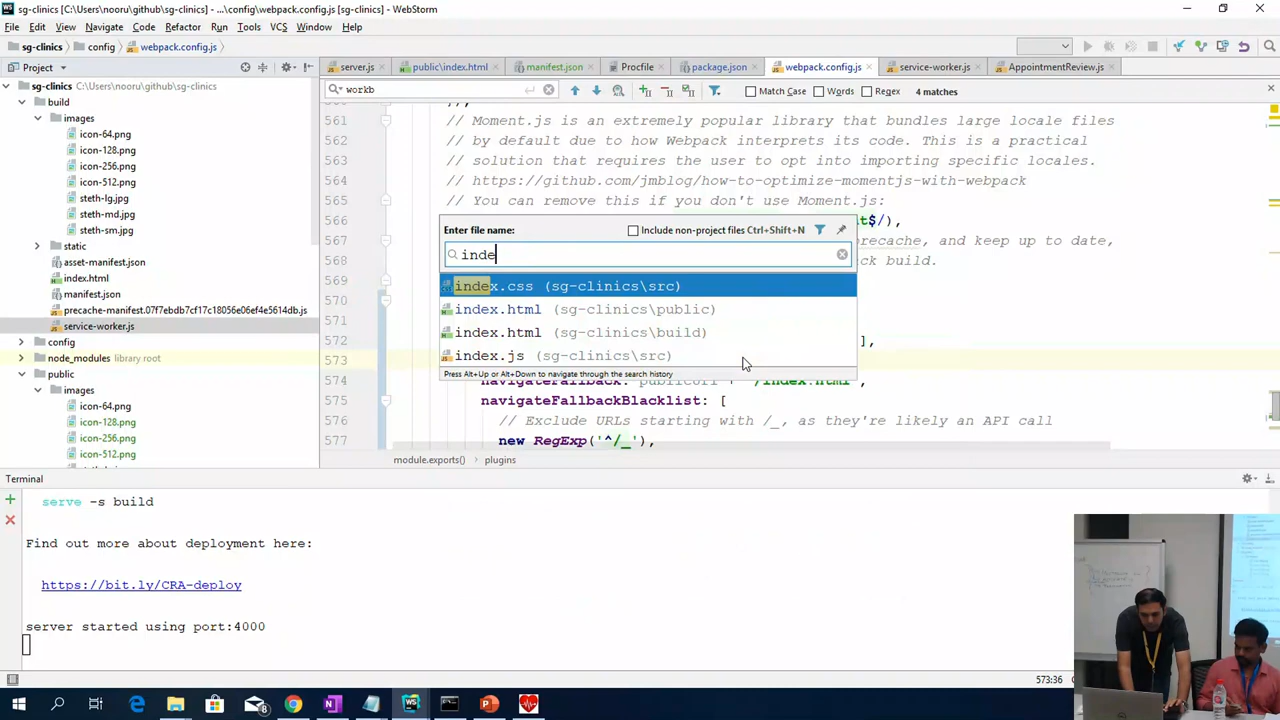 sg-clinics [C:\Users\nooru\github\sg-clinics] - ...\config\webpack.config.js [sg-clinics] - WebStorm
File Edit View Navigate Code Refactor Run Tools VCS Window Help
sg-clinics config webpack.config.js
Project
server.js public\index.html manifest.json Procfile package.json webpack.config.js service-worker.js AppointmentReview.js
sg-clinics C:\Users\nooru\github\sg-clinics
build
images
icon-64.png
icon-128.png
icon-256.png
icon-512.png
steth-lg.jpg
steth-md.jpg
steth-sm.jpg
static
asset-manifest.json
index.html
manifest.json
precache-manifest.07f7ebdb7cf17c18056e06ef4e5614db.js
service-worker.js
config
node_modules library root
public
images
icon-64.png
icon-128.png
icon-256.png
icon-512.png
workb
Match Case Words Regex 4 matches
561 // Moment.js is an extremely popular library that bundles large locale files
562 // by default due to how Webpack interprets its code. This is a practical
563 // solution that requires the user to opt into importing specific locales.
564 // https://github.com/jmblog/how-to-optimize-momentjs-with-webpack
565 // You can remove this if you don't use Moment.js:
566 t$/),
567 precache, and keep up to date,
568 ck build.
569
570
571
572 ],
573
574 navigateFallback: publicUrl + '/index.html',
575 navigateFallbackBlacklist: [
576 // Exclude URLs starting with /_, as they're likely an API call
577 new RegExp('^/_'),
Enter file name: Include non-project files Ctrl+Shift+N
inde
index.css (sg-clinics\src)
index.html (sg-clinics\public)
index.html (sg-clinics\build)
index.js (sg-clinics\src)
Press Alt+Up or Alt+Down to navigate through the search history
module.exports() plugins
Terminal
serve -s build
Find out more about deployment here:
https://bit.ly/CRA-deploy
server started using port:4000
573:36